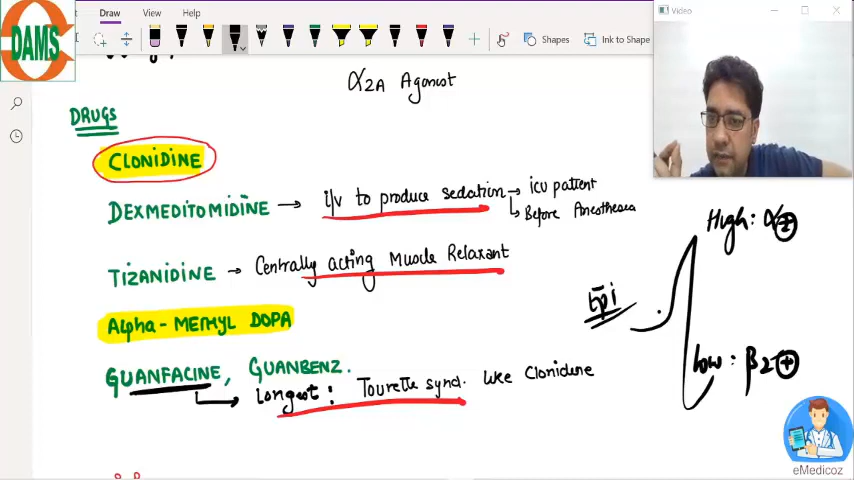 Draw
View
Help
Video
DAMS
Shapes
Ink to Shape
α2A Agonist
DRUGS
CLONIDINE
DEXMEDITOMIDINE → i/v to produce sedation → icu patient
→ Before Anesthesia
TIZANIDINE → Centrally acting Muscle Relaxant
Alpha-METHYL DOPA
GUANFACINE, GUANBENZ.
→ Longest: Tourette synd. like Clonidine
Epi
High: α
Low: β2 +
eMedicoz